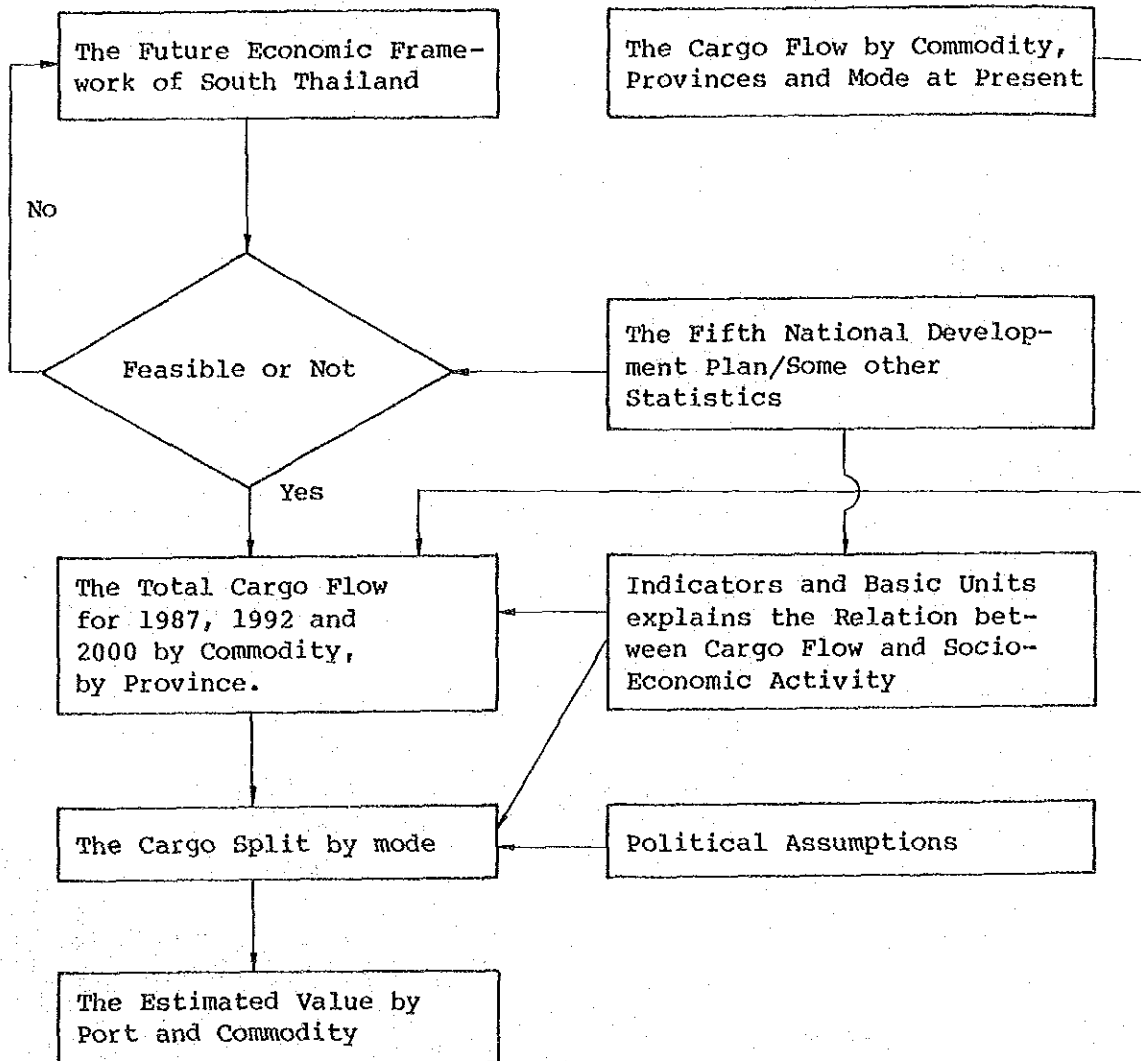 The Future Economic Frame-
work of South Thailand
The Cargo Flow by Commodity,
Provinces and Mode at Present
No
Feasible or Not
The Fifth National Develop-
ment Plan/Some other
Statistics
Yes
The Total Cargo Flow
for 1987, 1992 and
2000 by Commodity,
by Province.
Indicators and Basic Units
explains the Relation bet-
ween Cargo Flow and Socio-
Economic Activity
The Cargo Split by mode
Political Assumptions
The Estimated Value by
Port and Commodity